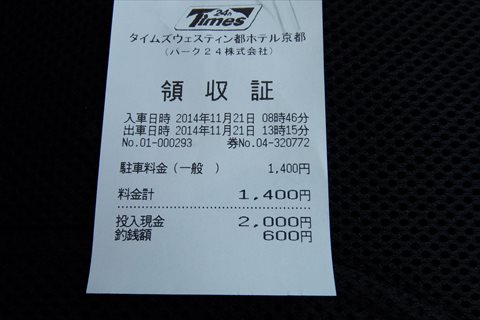 24h
Times
タイムズウェスティン都ホテル京都
(パーク24株式会社)
領収証
入車日時 2014年11月21日 08時46分
出車日時 2014年11月21日 13時15分
No.01-000293 券No.04-320772
駐車料金(一般 ) 1,400円
料金計 1,400円
投入現金 2,000円
釣銭額 600円